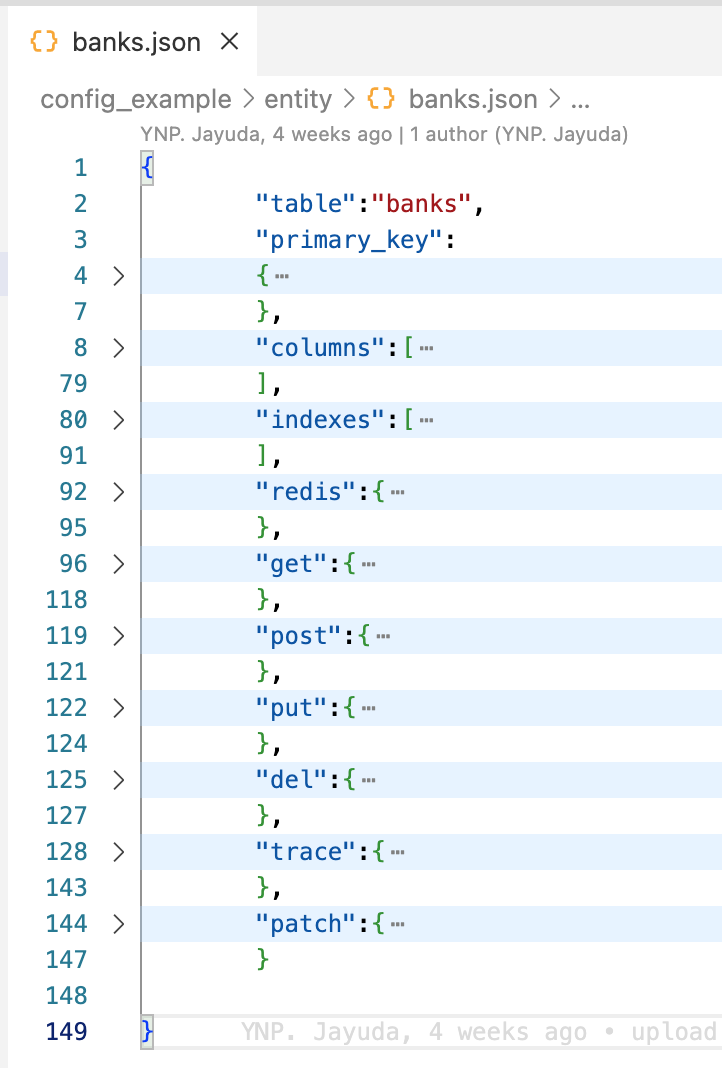 {} banks.json ×
config_example > entity > {} banks.json > ...
YNP. Jayuda, 4 weeks ago | 1 author (YNP. Jayuda)
1 {
2 "table":"banks",
3 "primary_key":
4 > { ⋯
7 },
8 > "columns":[ ⋯
79 ],
80 > "indexes":[ ⋯
91 ],
92 > "redis":{ ⋯
95 },
96 > "get":{ ⋯
118 },
119 > "post":{ ⋯
121 },
122 > "put":{ ⋯
124 },
125 > "del":{ ⋯
127 },
128 > "trace":{ ⋯
143 },
144 > "patch":{ ⋯
147 }
148
149 } YNP. Jayuda, 4 weeks ago • upload